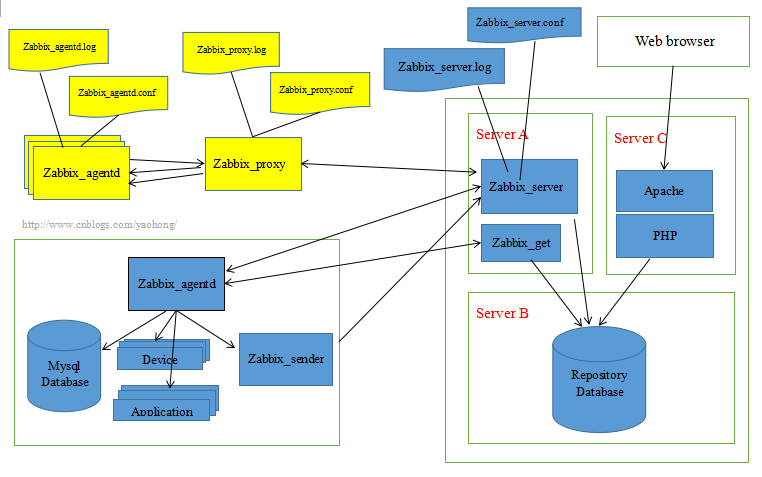 Zabbix_agentd.log
Zabbix_proxy.log
Zabbix_server.conf
Web browser
Zabbix_server.log
Zabbix_agentd.conf
Zabbix_proxy.conf
Server A
Server C
Zabbix_agentd
Zabbix_proxy
Zabbix_server
Apache
http://www.cnblogs.com/yaohong/
Zabbix_get
PHP
Zabbix_agentd
Server B
Mysql
Database
Device
Zabbix_sender
Repository
Database
Application